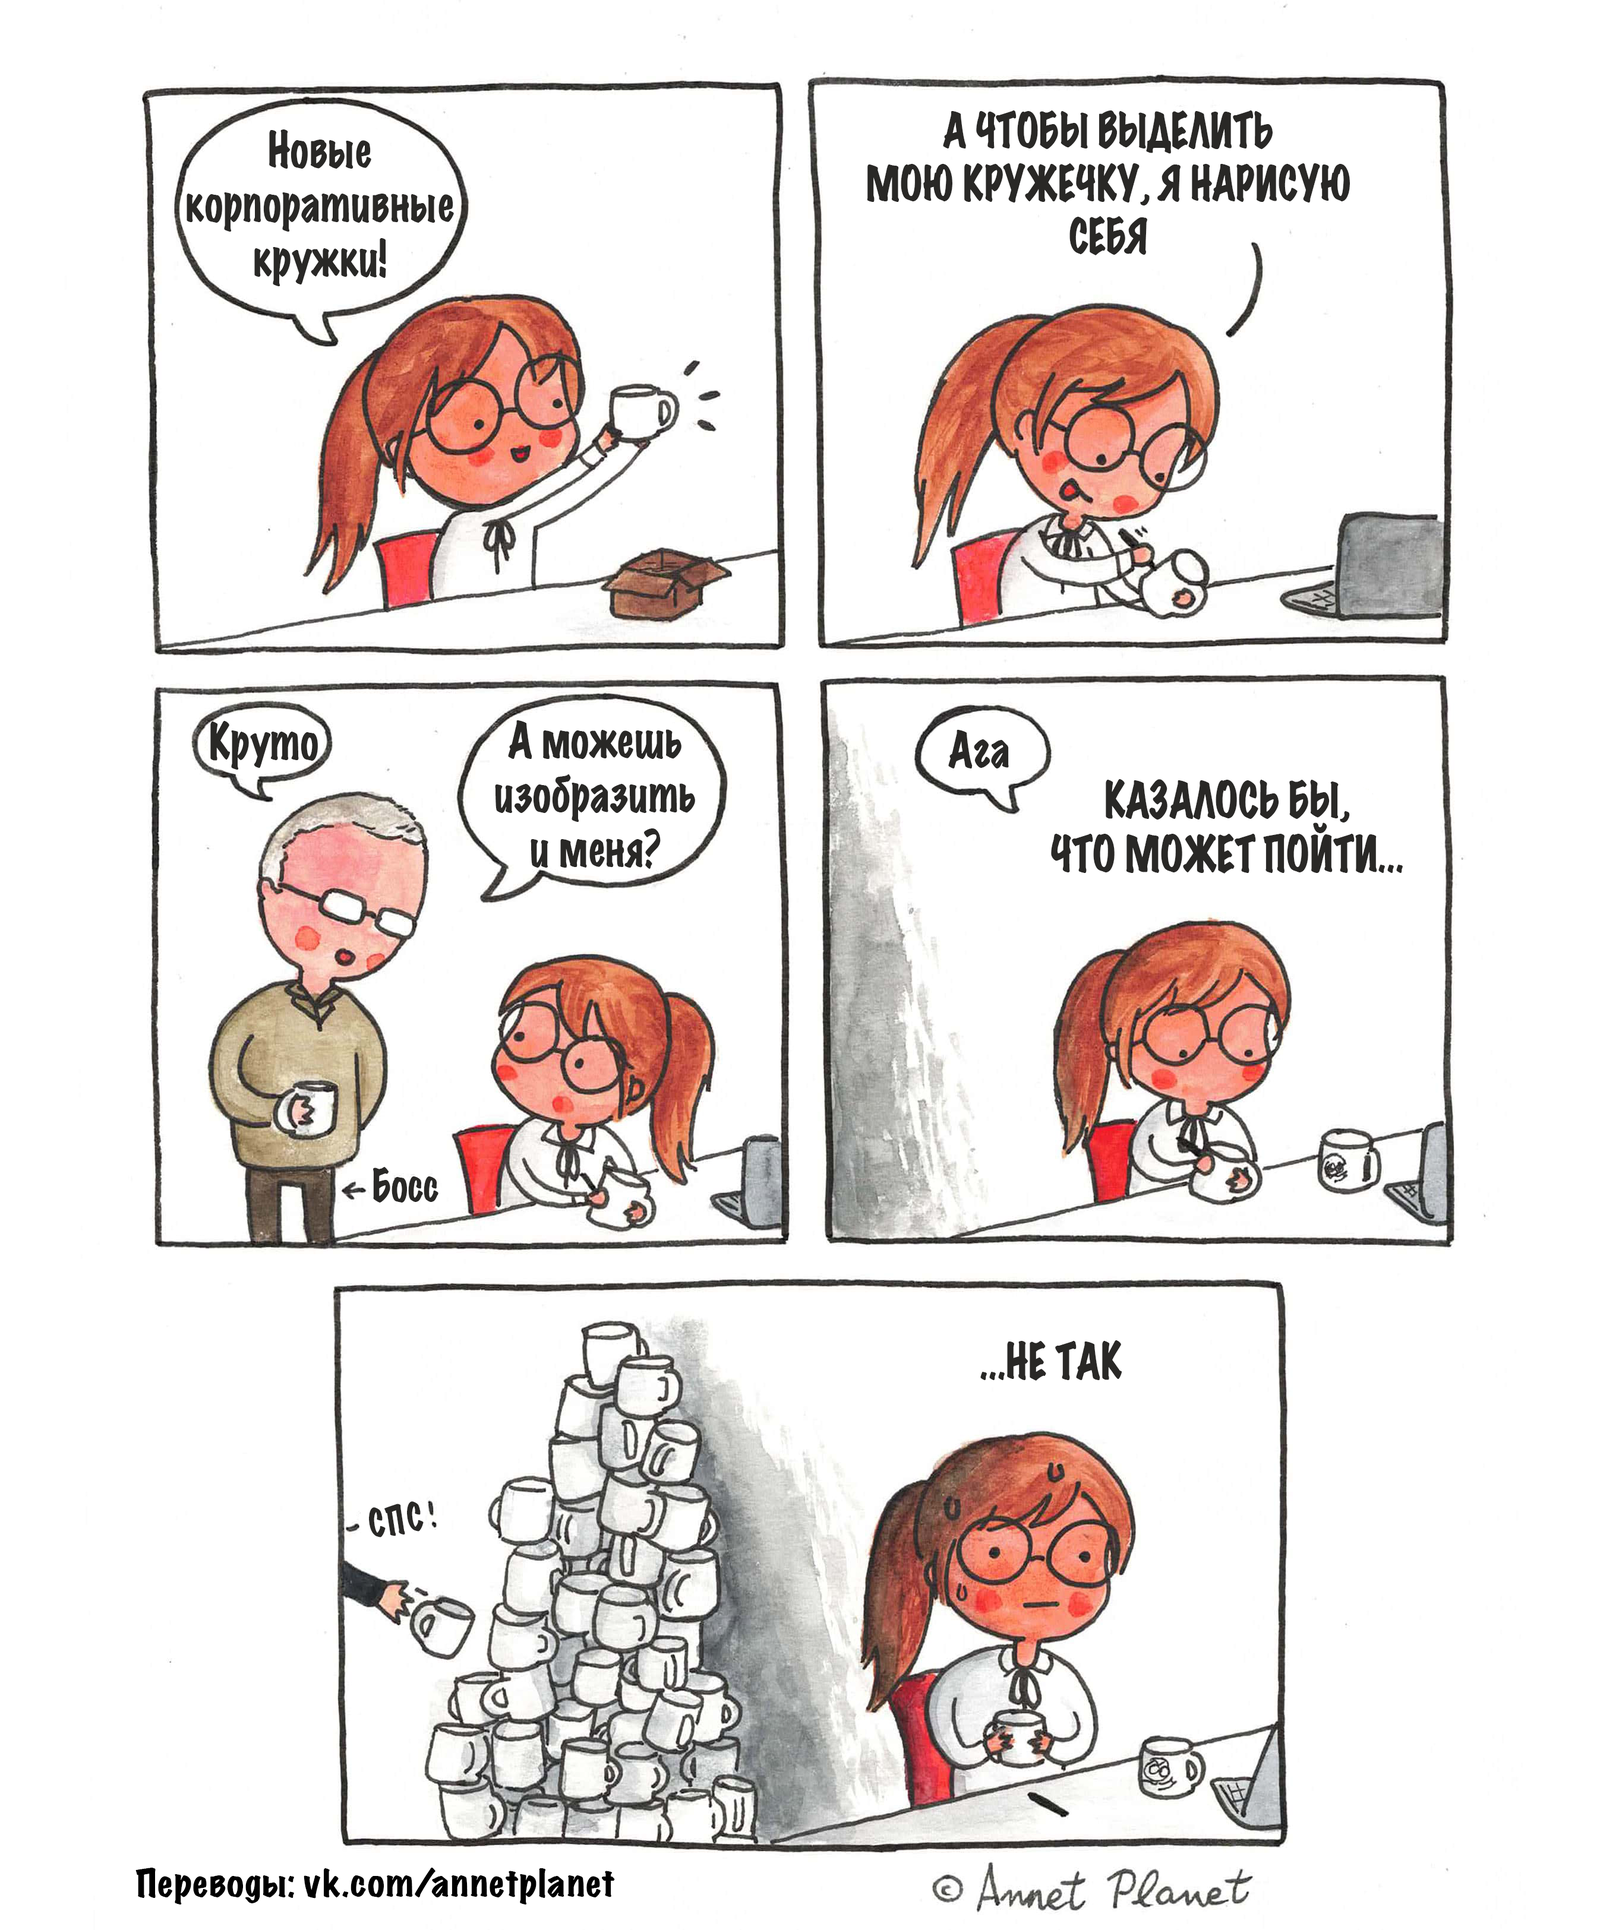 Новые
корпоративные
кружки!
А ЧТОБЫ ВЫДЕЛИТЬ
МОЮ КРУЖЕЧКУ, Я НАРИСУЮ
СЕБЯ
Круто
А можешь
изобразить
и меня?
←Босс
Ага
КАЗАЛОСЬ БЫ,
ЧТО МОЖЕТ ПОЙТИ...
...НЕ ТАК
- СПС!
Переводы: vk.com/annetplanet
© Annet Planet